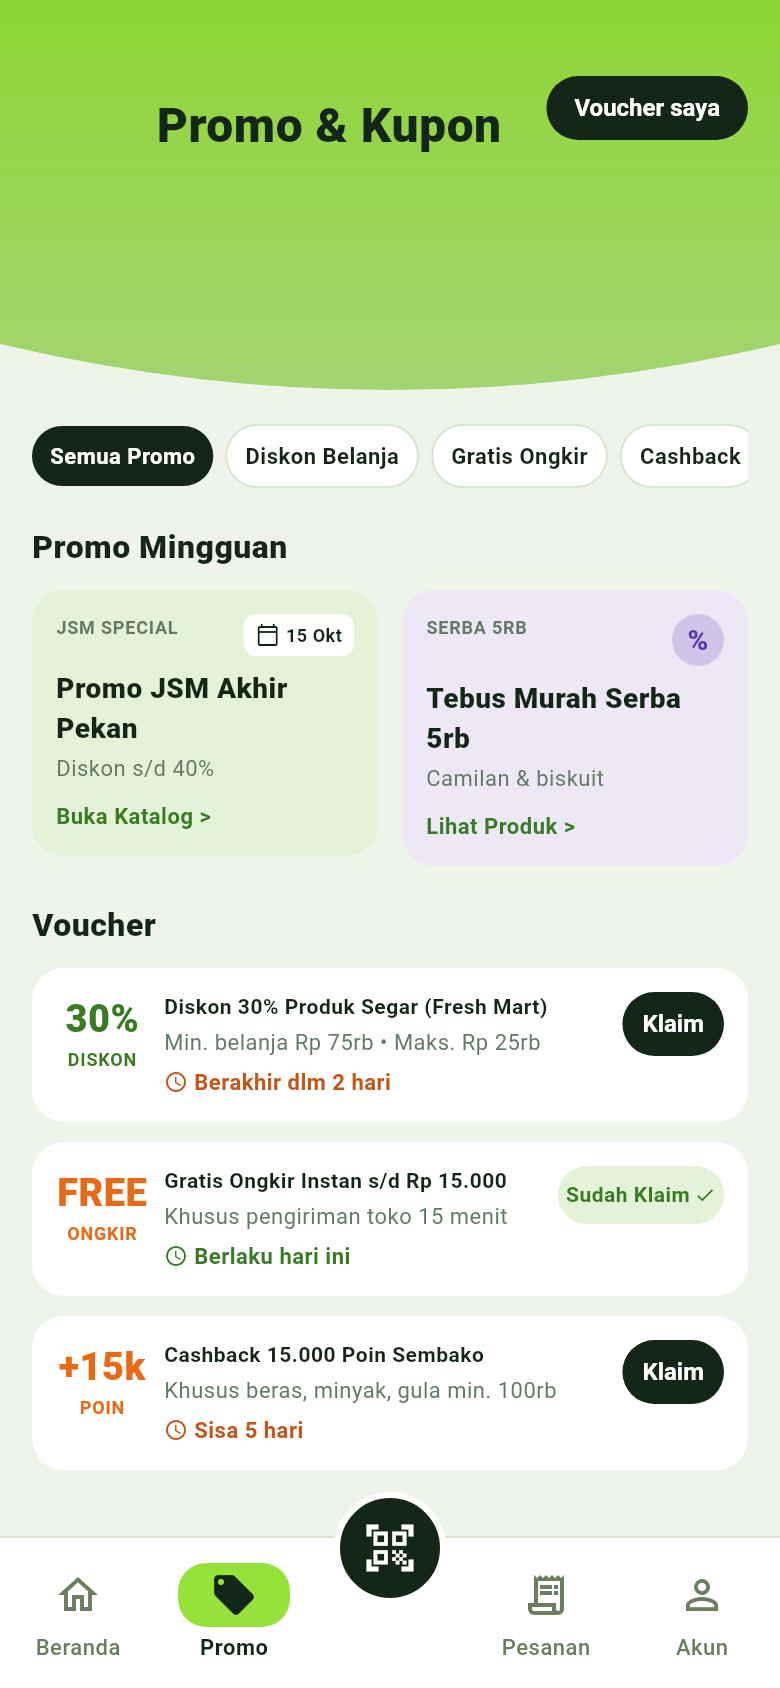 Promo & Kupon
Voucher saya
Semua Promo
Diskon Belanja
Gratis Ongkir
Cashback
Promo Mingguan
JSM SPECIAL
15 Okt
Promo JSM Akhir
Pekan
Diskon s/d 40%
Buka Katalog >
SERBA 5RB
%
Tebus Murah Serba
5rb
Camilan & biskuit
Lihat Produk >
Voucher
30%
DISKON
Diskon 30% Produk Segar (Fresh Mart)
Min. belanja Rp 75rb • Maks. Rp 25rb
Berakhir dlm 2 hari
Klaim
FREE
ONGKIR
Gratis Ongkir Instan s/d Rp 15.000
Khusus pengiriman toko 15 menit
Berlaku hari ini
Sudah Klaim ✓
+15k
POIN
Cashback 15.000 Poin Sembako
Khusus beras, minyak, gula min. 100rb
Sisa 5 hari
Klaim
Beranda
Promo
Pesanan
Akun